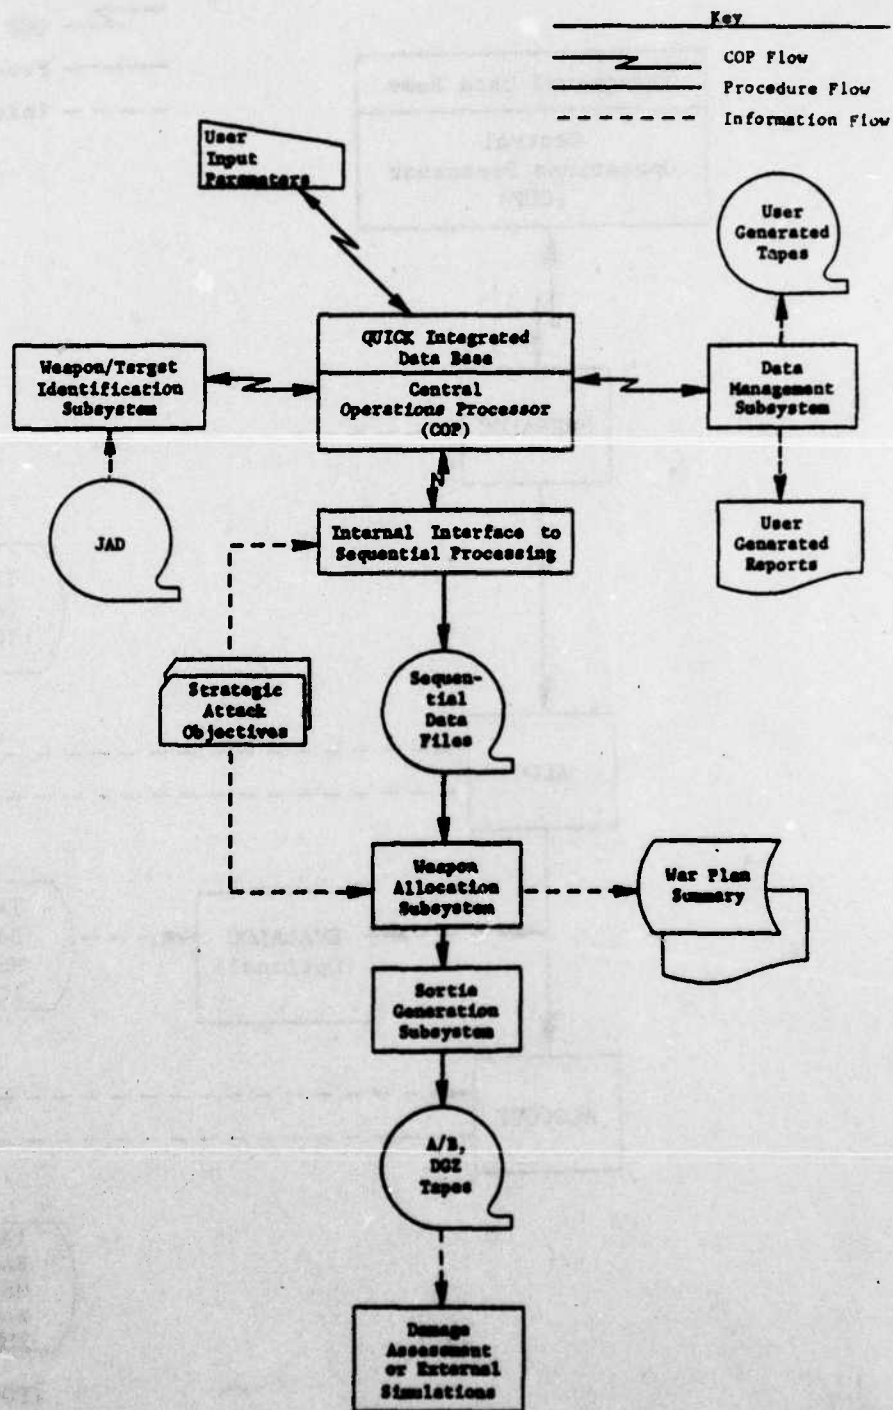 Key
COP Flow
Procedure Flow
Information Flow
User
Input
Parameters
User
Generated
Tapes
QUICK Integrated
Data Base
Central
Operations Processor
(COP)
Weapon/Target
Identification
Subsystem
Data
Management
Subsystem
JAD
Internal Interface to
Sequential Processing
User
Generated
Reports
Strategic
Attack
Objectives
Sequen-
tial
Data
Files
Weapon
Allocation
Subsystem
War Plan
Summary
Sortie
Generation
Subsystem
A/B,
DGZ
Tapes
Damage
Assessment
or External
Simulations